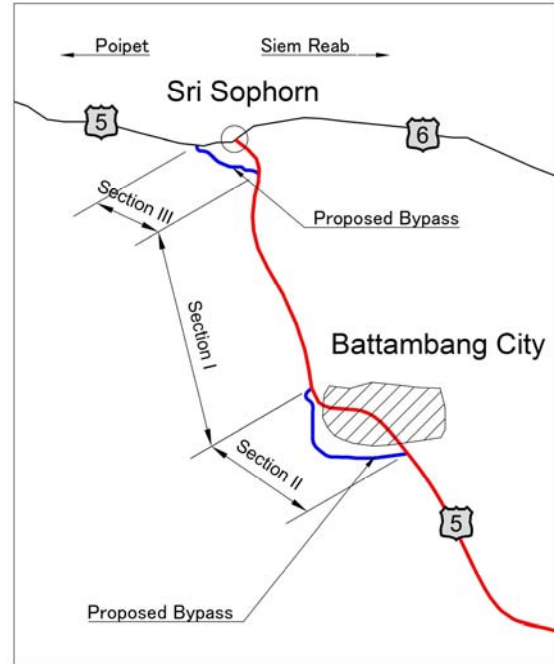 Poipet
Siem Reab
Sri Sophorn
5
6
Section III
Proposed Bypass
Section I
Battambang City
Section II
5
Proposed Bypass